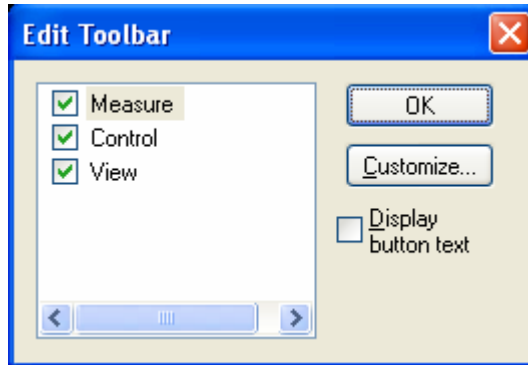 Edit Toolbar
Measure
Control
View
OK
Customize...
Display
button text